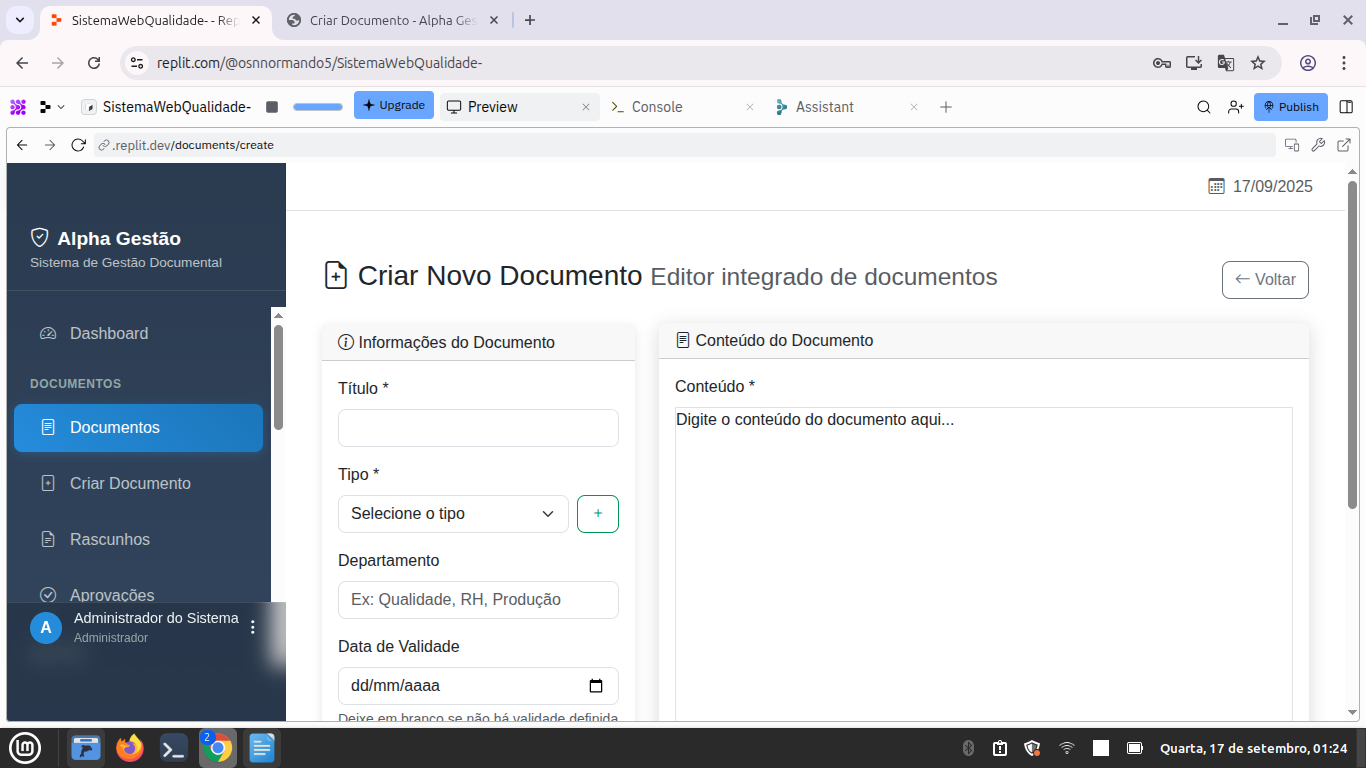 SistemaWebQualidade- - Rep
Criar Documento - Alpha Ges
replit.com/@osnnormando5/SistemaWebQualidade-
SistemaWebQualidade-
Upgrade
Preview
Console
Assistant
Publish
.replit.dev/documents/create
17/09/2025
Alpha Gestão
Sistema de Gestão Documental
Dashboard
DOCUMENTOS
Documentos
Criar Documento
Rascunhos
Aprovações
A
Administrador do Sistema
Administrador
Criar Novo Documento Editor integrado de documentos
Voltar
Informações do Documento
Título *
Tipo *
Selecione o tipo
+
Departamento
Ex: Qualidade, RH, Produção
Data de Validade
dd/mm/aaaa
Deixe em branco se não há validade definida
Conteúdo do Documento
Conteúdo *
Digite o conteúdo do documento aqui...
2
Quarta, 17 de setembro, 01:24